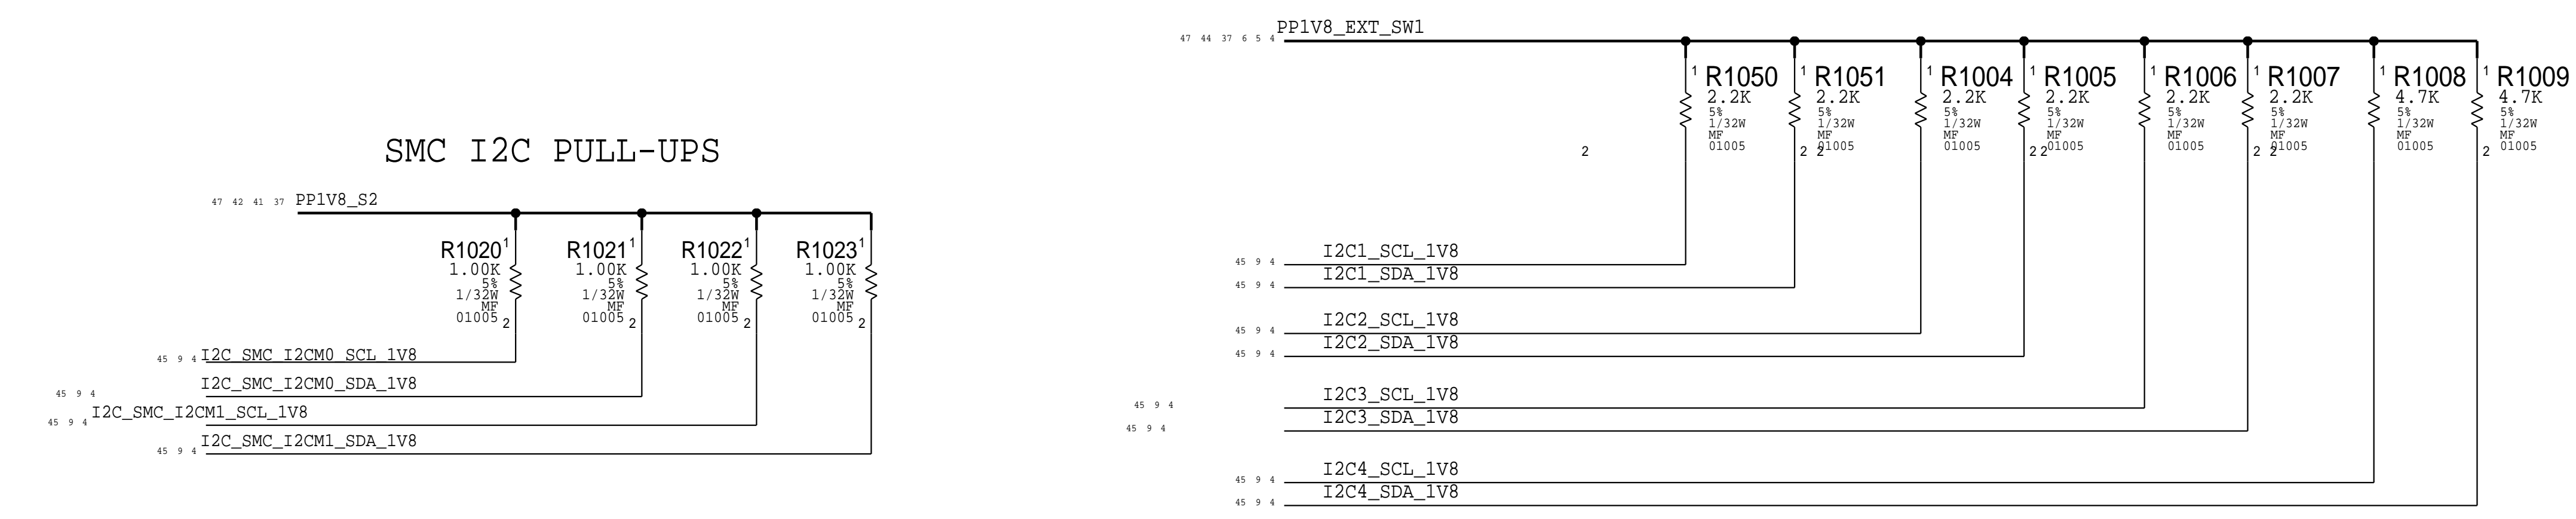 SMC I2C PULL-UPS
47 42 41 37 PP1V8_S2
R1020 1
1.00K
5%
1/32W
MF
01005 2
R1021 1
1.00K
5%
1/32W
MF
01005 2
R1022 1
1.00K
5%
1/32W
MF
01005 2
R1023 1
1.00K
5%
1/32W
MF
01005 2
45 9 4 I2C_SMC_I2CM0_SCL_1V8
45 9 4 I2C_SMC_I2CM0_SDA_1V8
45 9 4 I2C_SMC_I2CM1_SCL_1V8
45 9 4 I2C_SMC_I2CM1_SDA_1V8
47 44 37 6 5 4 PP1V8_EXT_SW1
1 R1050
2.2K
5%
1/32W
MF
01005
2
1 R1051
2.2K
5%
1/32W
MF
01005
2
1 R1004
2.2K
5%
1/32W
MF
01005
2
1 R1005
2.2K
5%
1/32W
MF
01005
2
1 R1006
2.2K
5%
1/32W
MF
01005
2
1 R1007
2.2K
5%
1/32W
MF
01005
2
1 R1008
4.7K
5%
1/32W
MF
01005
2
1 R1009
4.7K
5%
1/32W
MF
01005
2
45 9 4 I2C1_SCL_1V8
45 9 4 I2C1_SDA_1V8
45 9 4 I2C2_SCL_1V8
45 9 4 I2C2_SDA_1V8
45 9 4 I2C3_SCL_1V8
45 9 4 I2C3_SDA_1V8
45 9 4 I2C4_SCL_1V8
45 9 4 I2C4_SDA_1V8